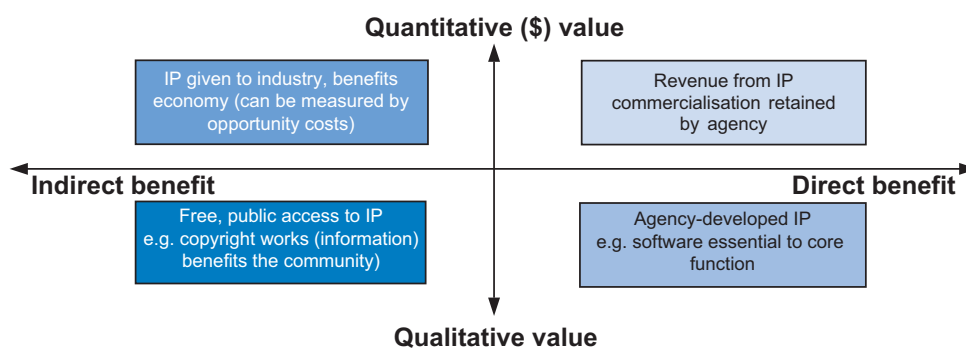 Quantitative ($) value
IP given to industry, benefits
economy (can be measured by
opportunity costs)
Revenue from IP
commercialisation retained
by agency
Indirect benefit
Direct benefit
Free, public access to IP
e.g. copyright works (information)
benefits the community)
Agency-developed IP
e.g. software essential to core
function
Qualitative value